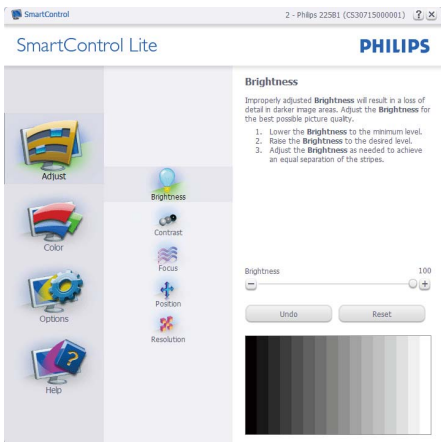 SmartControl
2 - Philips 225B1 (CS30715000001)
?
SmartControl Lite
PHILIPS
Adjust
Color
Options
Help
Brightness
Contrast
Focus
Position
Resolution
Brightness
Improperly adjusted Brightness will result in a loss of
detail in darker image areas. Adjust the Brightness for
the best possible picture quality.
1. Lower the Brightness to the minimum level.
2. Raise the Brightness to the desired level.
3. Adjust the Brightness as needed to achieve
an equal separation of the stripes.
Brightness 100
Undo Reset